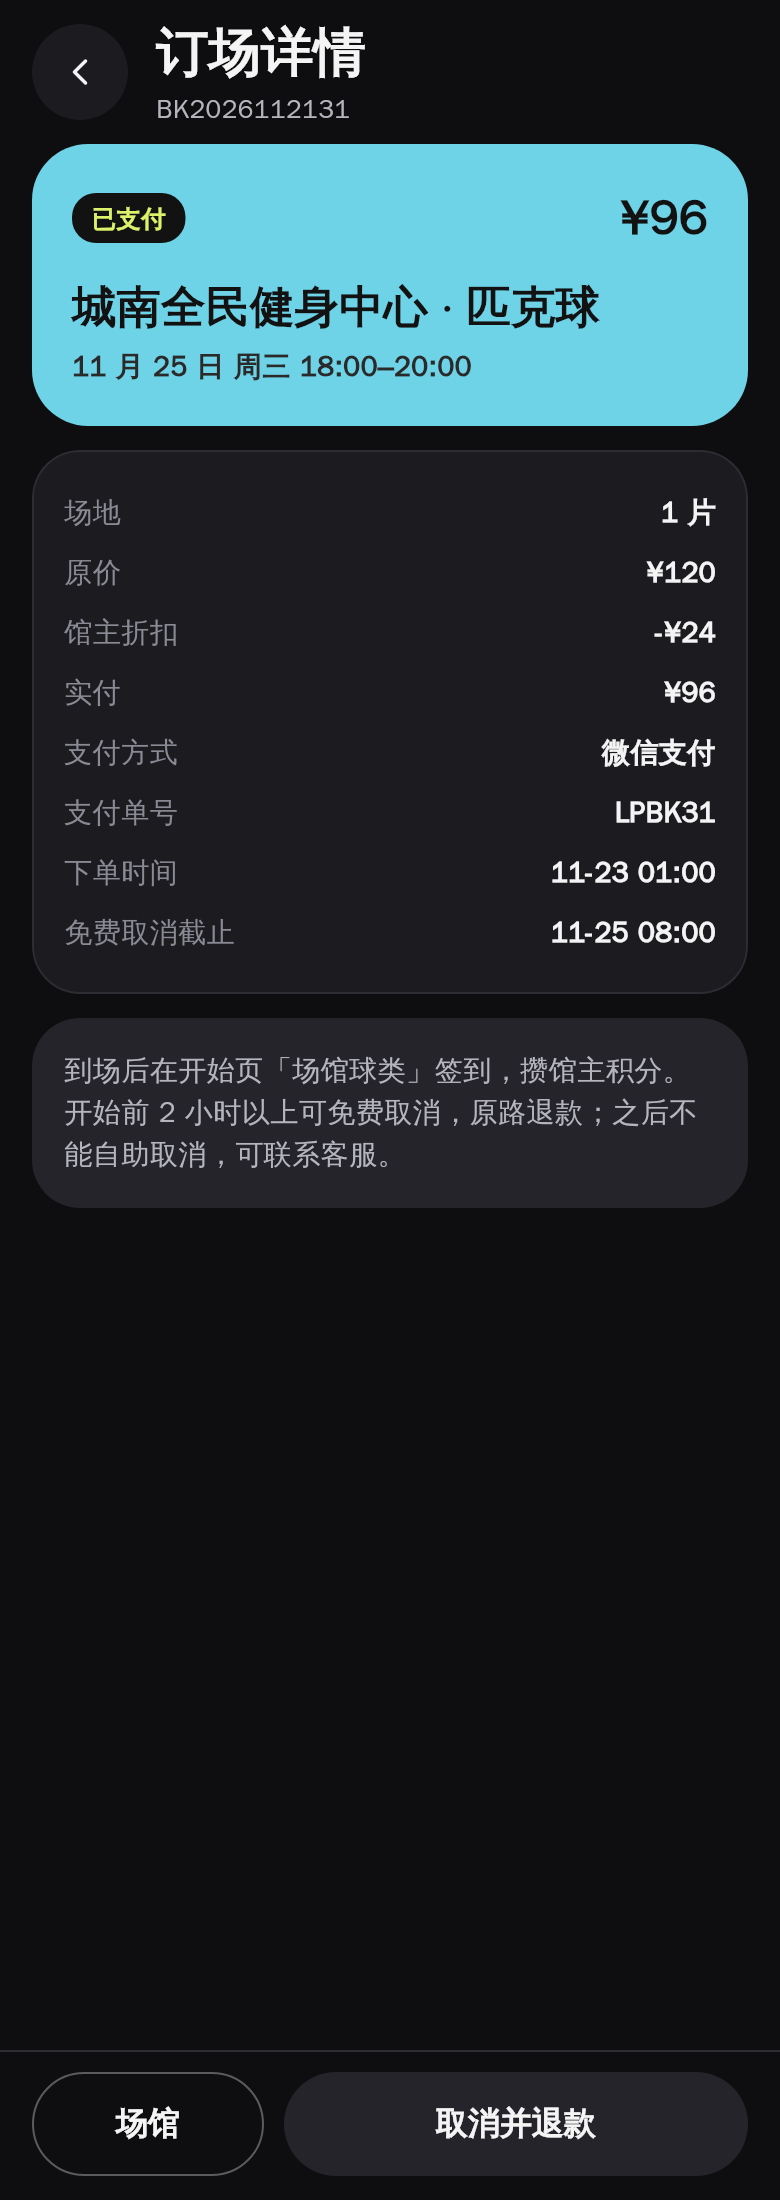 订场详情
BK2026112131
已支付
¥96
城南全民健身中心 · 匹克球
11 月 25 日 周三 18:00–20:00
场地 1 片
原价 ¥120
馆主折扣 -¥24
实付 ¥96
支付方式 微信支付
支付单号 LPBK31
下单时间 11-23 01:00
免费取消截止 11-25 08:00
到场后在开始页「场馆球类」签到，攒馆主积分。
开始前 2 小时以上可免费取消，原路退款；之后不
能自助取消，可联系客服。
场馆 取消并退款